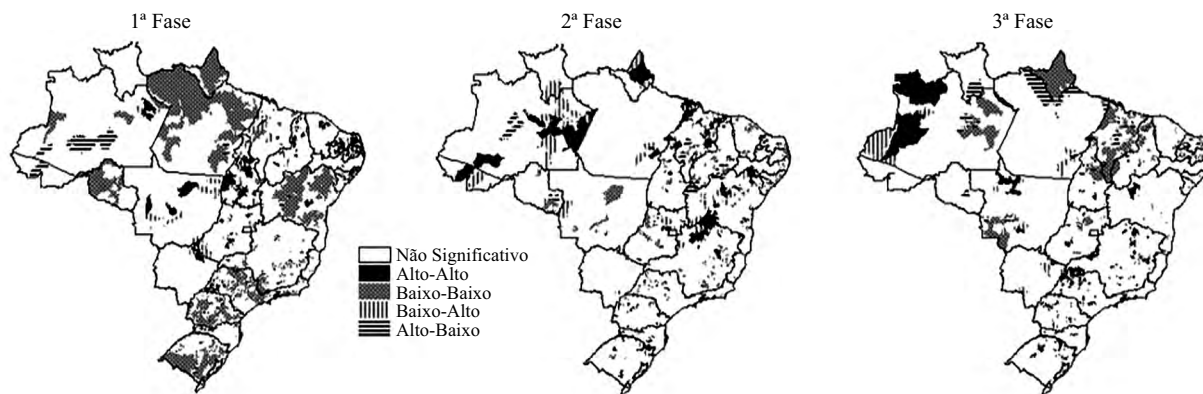 1ª Fase
2ª Fase
3ª Fase
Não Significativo
Alto-Alto
Baixo-Baixo
Baixo-Alto
Alto-Baixo